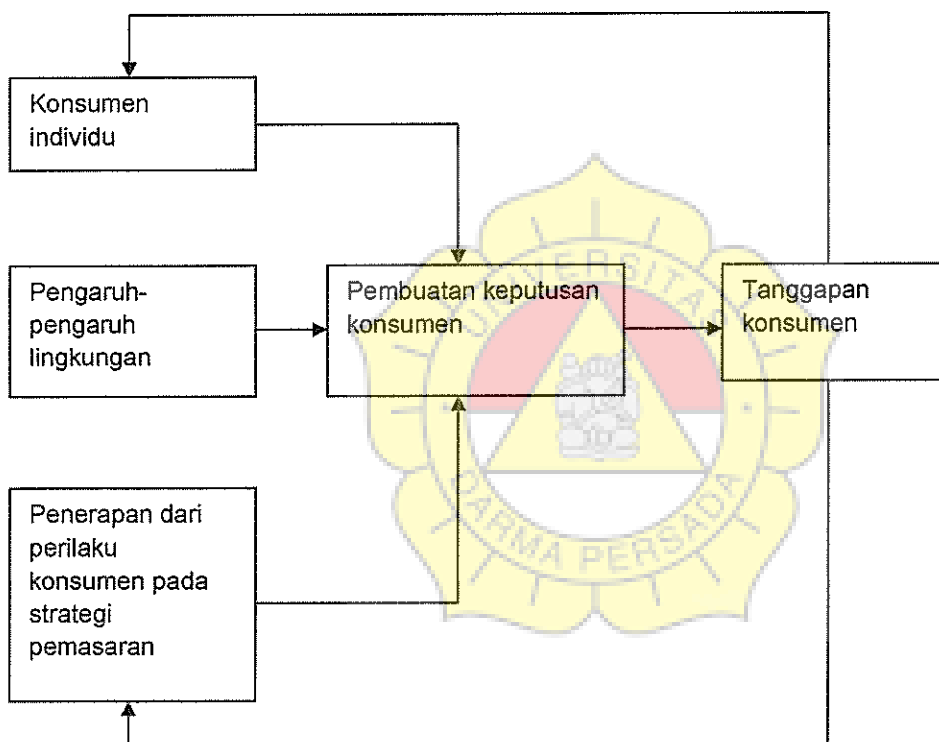 Konsumen
individu
Pengaruh-
pengaruh
lingkungan
Pembuatan keputusan
konsumen
Tanggapan
konsumen
Penerapan dari
perilaku
konsumen pada
strategi
pemasaran
UNIVERSITAS
DARMA PERSADA